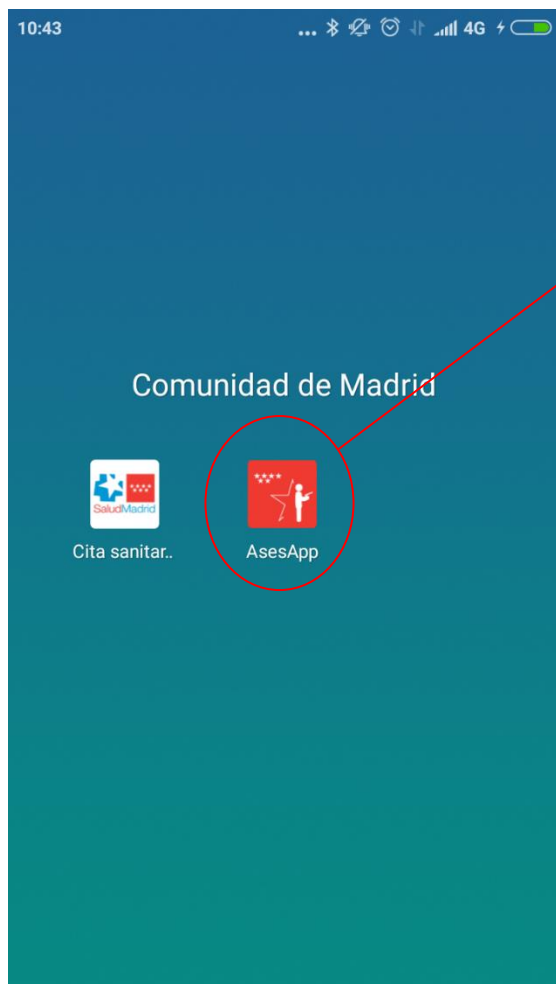 10:43
... 4G
Comunidad de Madrid
SaludMadrid
Cita sanitar..
AsesApp